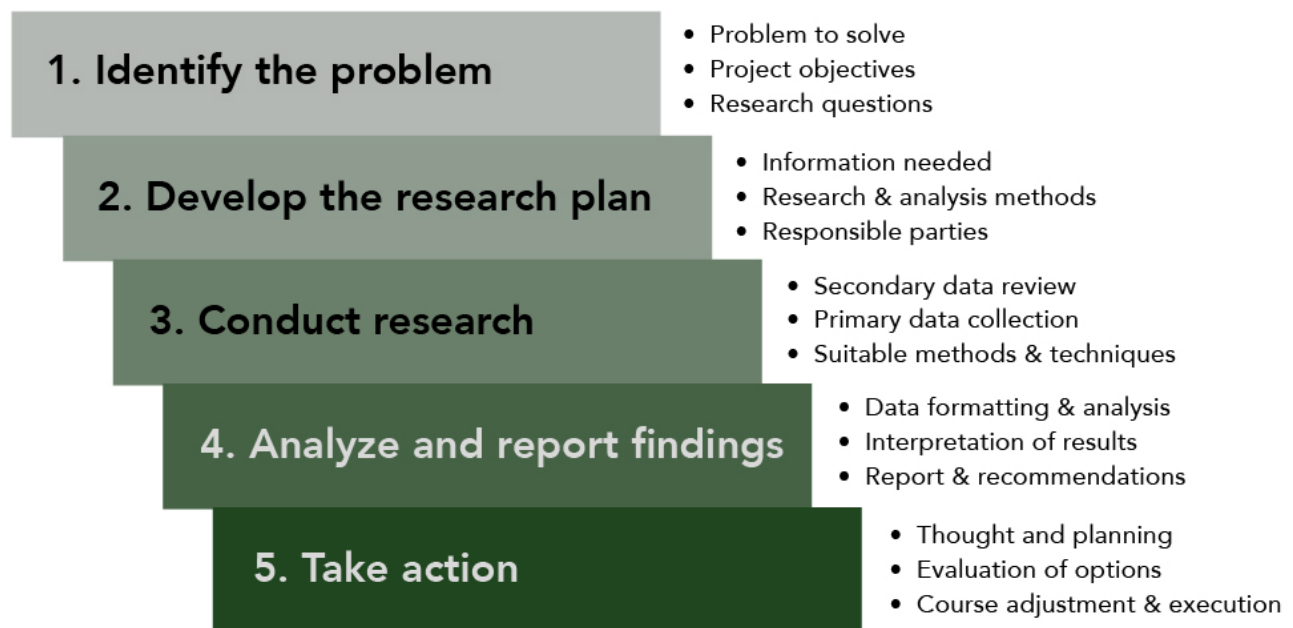 1. Identify the problem
• Problem to solve
• Project objectives
• Research questions
2. Develop the research plan
• Information needed
• Research & analysis methods
• Responsible parties
3. Conduct research
• Secondary data review
• Primary data collection
• Suitable methods & techniques
4. Analyze and report findings
• Data formatting & analysis
• Interpretation of results
• Report & recommendations
5. Take action
• Thought and planning
• Evaluation of options
• Course adjustment & execution